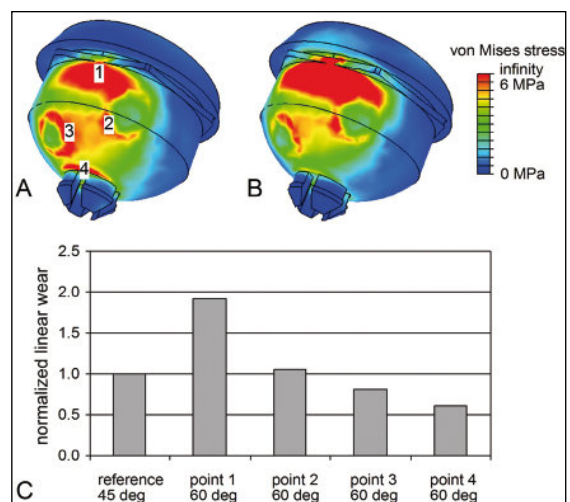 1
2
3
4
A
B
von Mises stress
infinity
6 MPa
0 MPa
2.5
2.0
1.5
1.0
0.5
0.0
normalized linear wear
reference point 1 point 2 point 3 point 4
45 deg 60 deg 60 deg 60 deg 60 deg
C